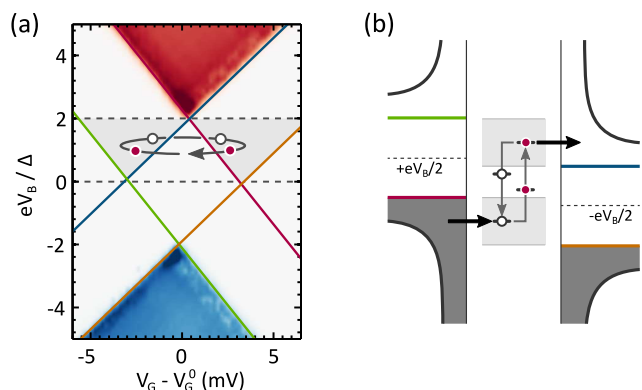 (a)
(b)
eV_B / Δ
4
2
0
-2
-4
-5
0
5
V_G - V_G^0 (mV)
+eV_B/2
-eV_B/2